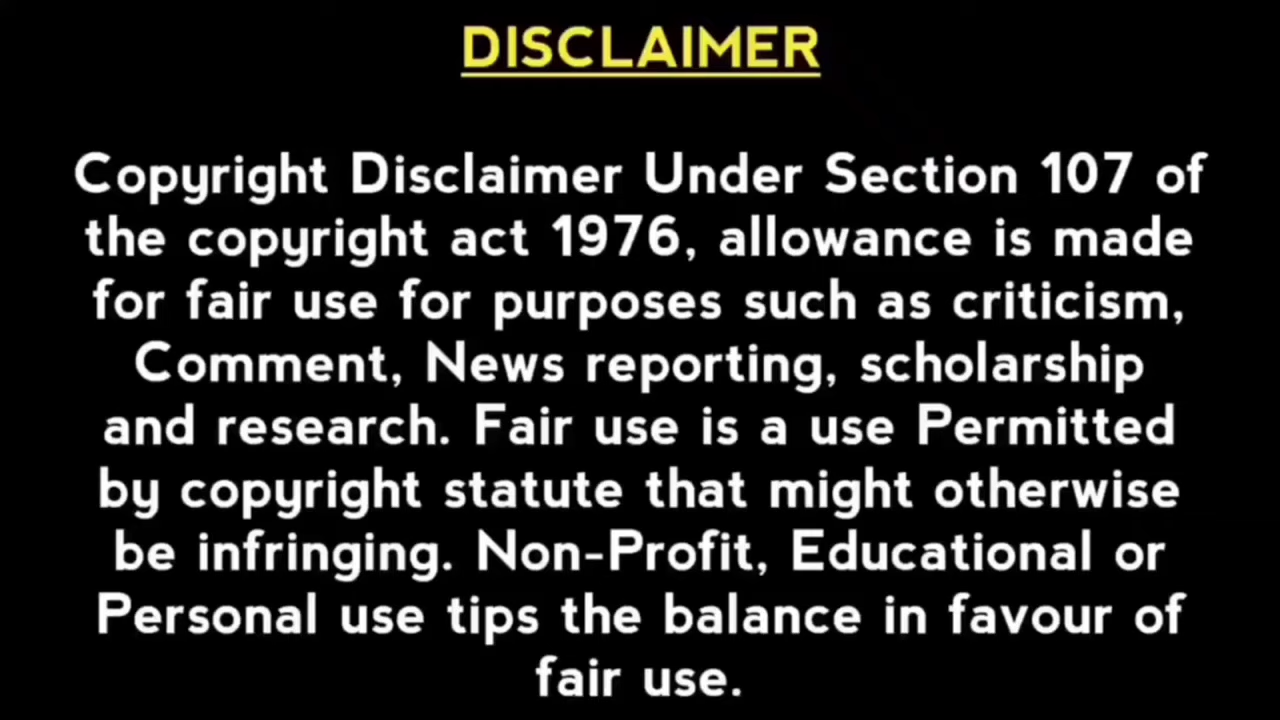 DISCLAIMER
Copyright Disclaimer Under Section 107 of
the copyright act 1976, allowance is made
for fair use for purposes such as criticism,
Comment, News reporting, scholarship
and research. Fair use is a use Permitted
by copyright statute that might otherwise
be infringing. Non-Profit, Educational or
Personal use tips the balance in favour of
fair use.